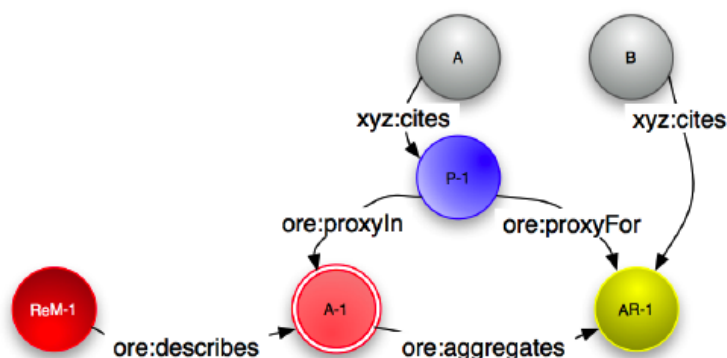 A
B
xyz:cites
xyz:cites
P-1
ore:proxyIn
ore:proxyFor
ReM-1
A-1
AR-1
ore:describes
ore:aggregates